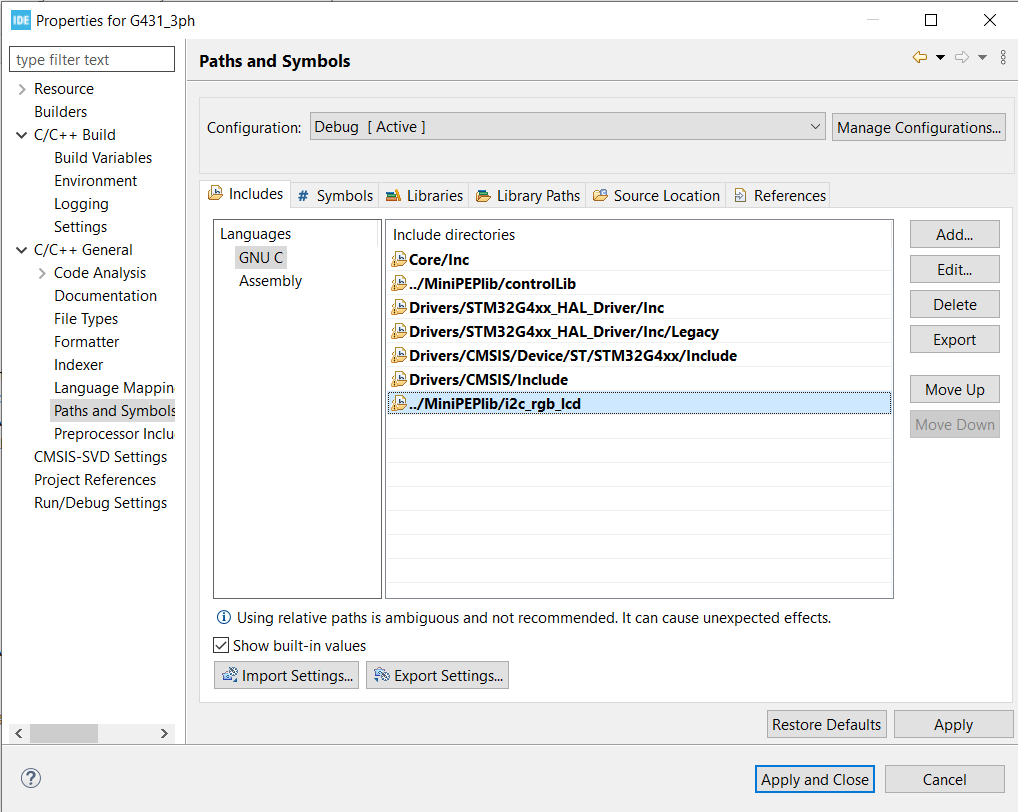 IDE Properties for G431_3ph
type filter text
Resource
Builders
C/C++ Build
Build Variables
Environment
Logging
Settings
C/C++ General
Code Analysis
Documentation
File Types
Formatter
Indexer
Language Mappin
Paths and Symbols
Preprocessor Inclu
CMSIS-SVD Settings
Project References
Run/Debug Settings
Paths and Symbols
Configuration: Debug [ Active ] Manage Configurations...
Includes # Symbols Libraries Library Paths Source Location References
Languages
GNU C
Assembly
Include directories
Core/Inc
../MiniPEPlib/controlLib
Drivers/STM32G4xx_HAL_Driver/Inc
Drivers/STM32G4xx_HAL_Driver/Inc/Legacy
Drivers/CMSIS/Device/ST/STM32G4xx/Include
Drivers/CMSIS/Include
../MiniPEPlib/i2c_rgb_lcd
Add...
Edit...
Delete
Export
Move Up
Move Down
Using relative paths is ambiguous and not recommended. It can cause unexpected effects.
Show built-in values
Import Settings... Export Settings...
Restore Defaults Apply
? Apply and Close Cancel